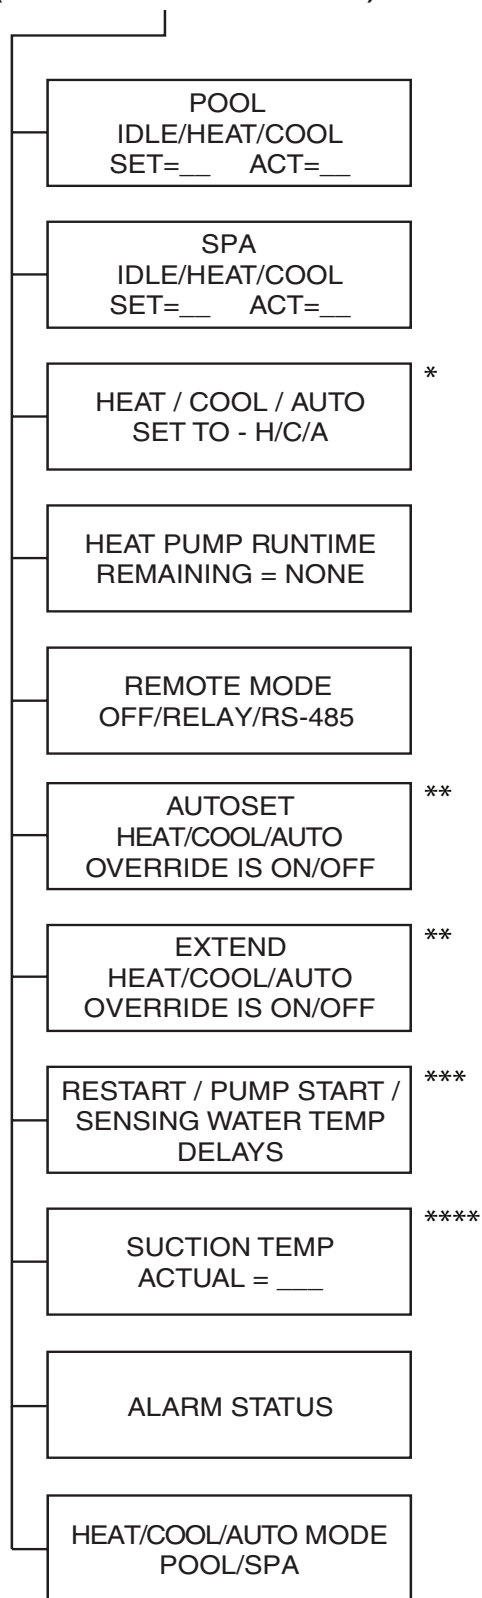 POOL
IDLE/HEAT/COOL
SET=__ ACT=__
SPA
IDLE/HEAT/COOL
SET=__ ACT=__
*
HEAT / COOL / AUTO
SET TO - H/C/A
HEAT PUMP RUNTIME
REMAINING = NONE
REMOTE MODE
OFF/RELAY/RS-485
**
AUTOSET
HEAT/COOL/AUTO
OVERRIDE IS ON/OFF
**
EXTEND
HEAT/COOL/AUTO
OVERRIDE IS ON/OFF
***
RESTART / PUMP START /
SENSING WATER TEMP
DELAYS
****
SUCTION TEMP
ACTUAL = ___
ALARM STATUS
HEAT/COOL/AUTO MODE
POOL/SPA